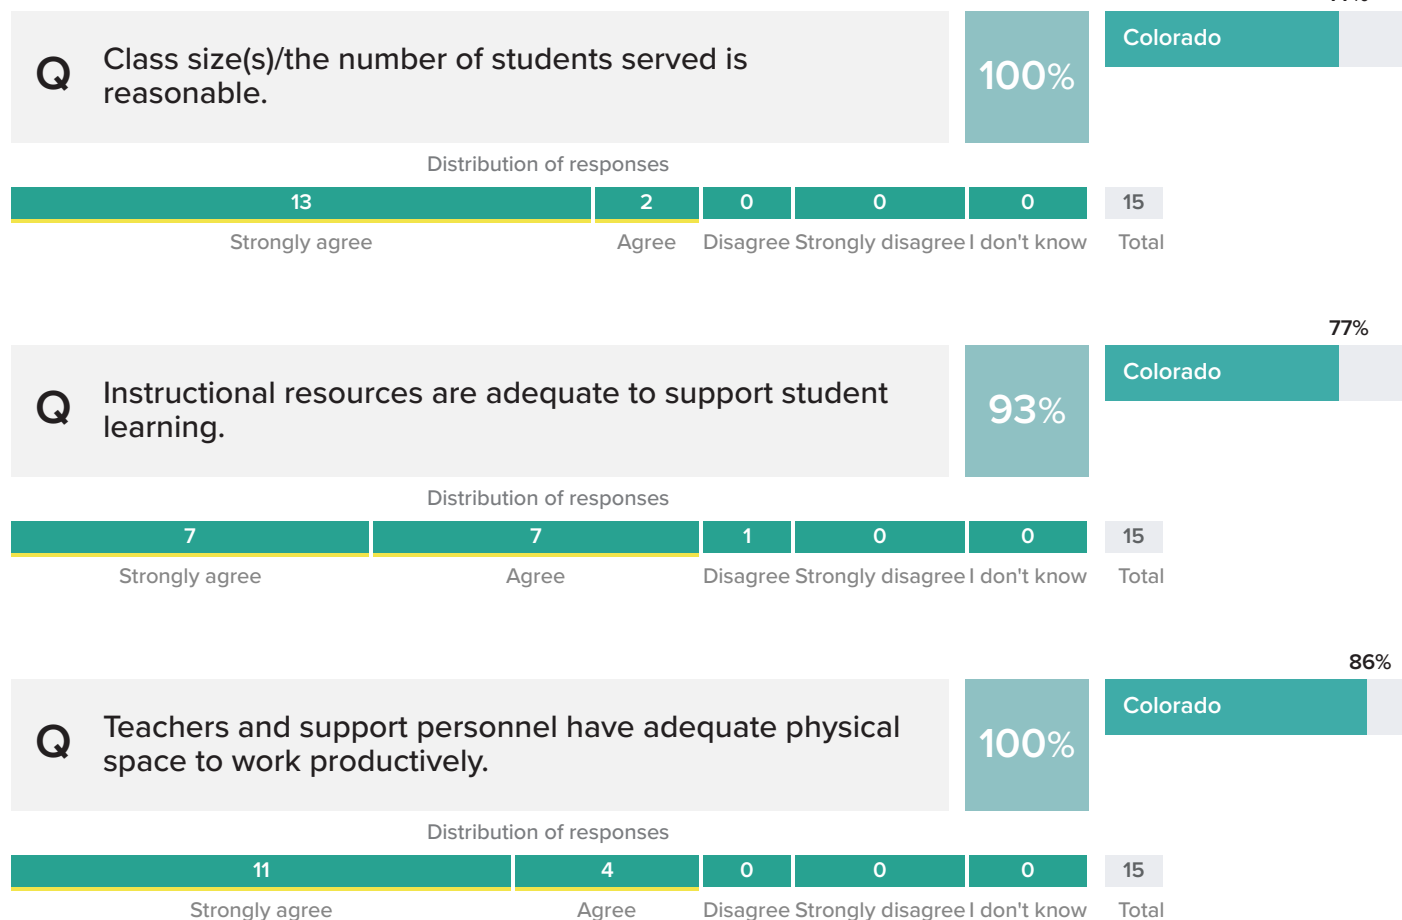 Q Class size(s)/the number of students served is
reasonable.
100%
Colorado
Distribution of responses
13 2 0 0 0 15
Strongly agree Agree Disagree Strongly disagree I don't know Total
77%
Q Instructional resources are adequate to support student
learning.
93%
Colorado
Distribution of responses
7 7 1 0 0 15
Strongly agree Agree Disagree Strongly disagree I don't know Total
86%
Q Teachers and support personnel have adequate physical
space to work productively.
100%
Colorado
Distribution of responses
11 4 0 0 0 15
Strongly agree Agree Disagree Strongly disagree I don't know Total